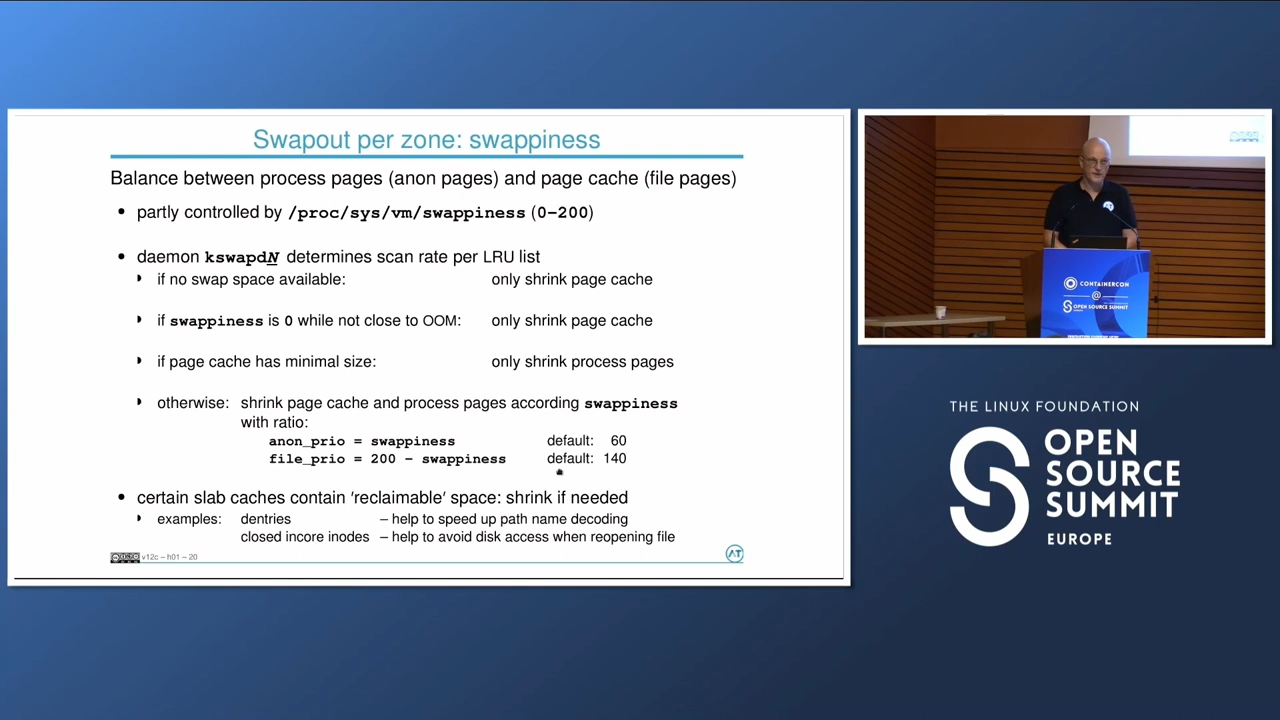 Swapout per zone: swappiness
Balance between process pages (anon pages) and page cache (file pages)
• partly controlled by /proc/sys/vm/swappiness (0–200)
• daemon kswapdN determines scan rate per LRU list
if no swap space available: only shrink page cache
if swappiness is 0 while not close to OOM: only shrink page cache
if page cache has minimal size: only shrink process pages
otherwise: shrink page cache and process pages according swappiness
with ratio:
anon_prio = swappiness default: 60
file_prio = 200 - swappiness default: 140
• certain slab caches contain 'reclaimable' space: shrink if needed
examples: dentries – help to speed up path name decoding
closed incore inodes – help to avoid disk access when reopening file
v12c – h01 – 20
AT
CONTAINERCON
@
OPEN SOURCE SUMMIT
THE LINUX FOUNDATION
OPEN
SOURCE
SUMMIT
EUROPE